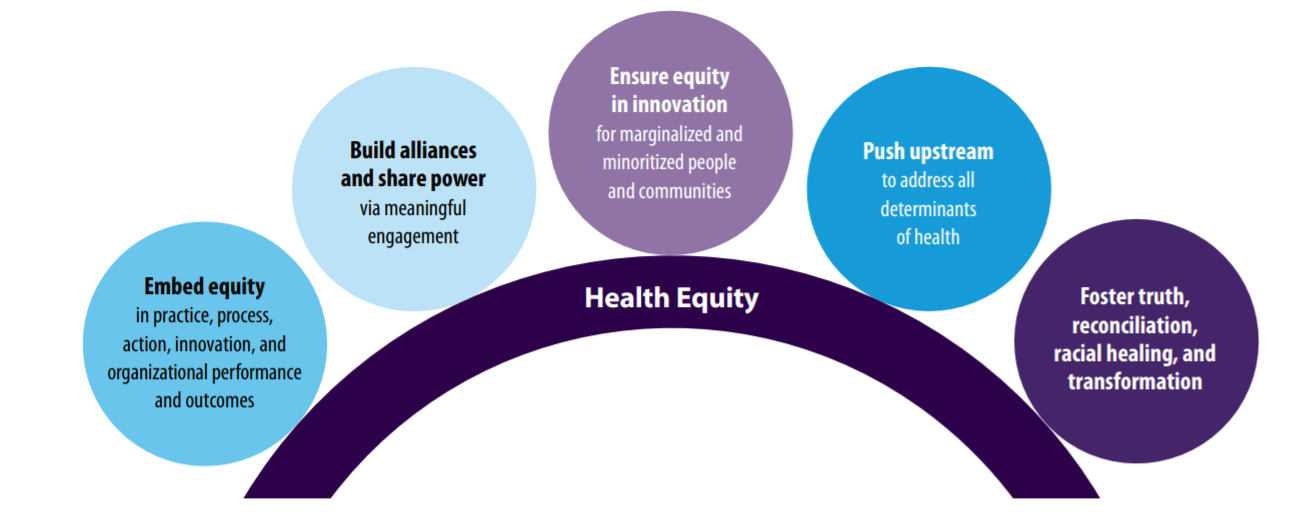 Embed equity
in practice, process,
action, innovation, and
organizational performance
and outcomes
Build alliances
and share power
via meaningful
engagement
Ensure equity
in innovation
for marginalized and
minoritized people
and communities
Push upstream
to address all
determinants
of health
Foster truth,
reconciliation,
racial healing, and
transformation
Health Equity